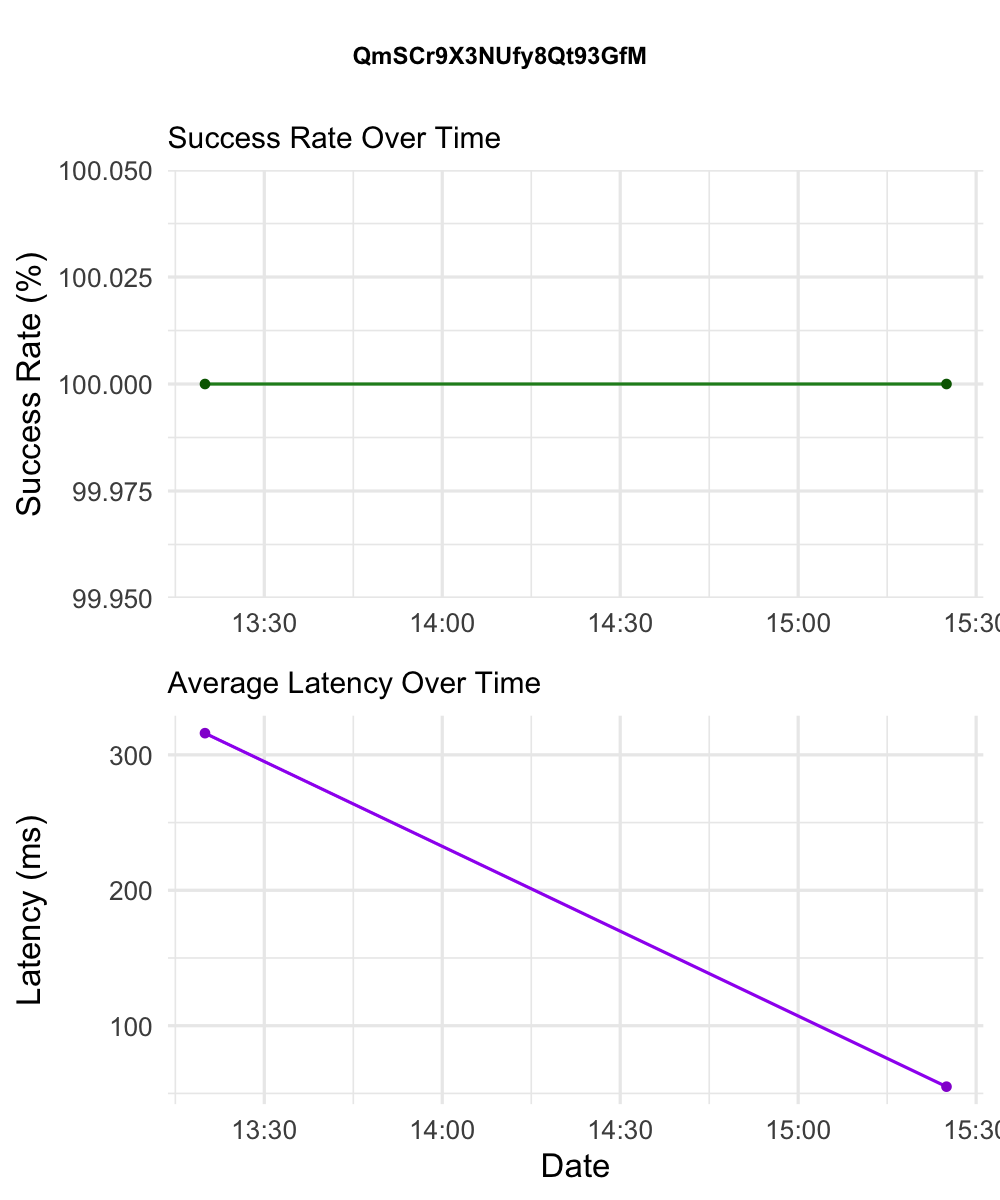 QmSCr9X3NUfy8Qt93GfM
Success Rate Over Time
Success Rate (%)
100.050
100.025
100.000
99.975
99.950
13:30 14:00 14:30 15:00 15:30
Average Latency Over Time
Latency (ms)
300
200
100
13:30 14:00 14:30 15:00 15:30
Date